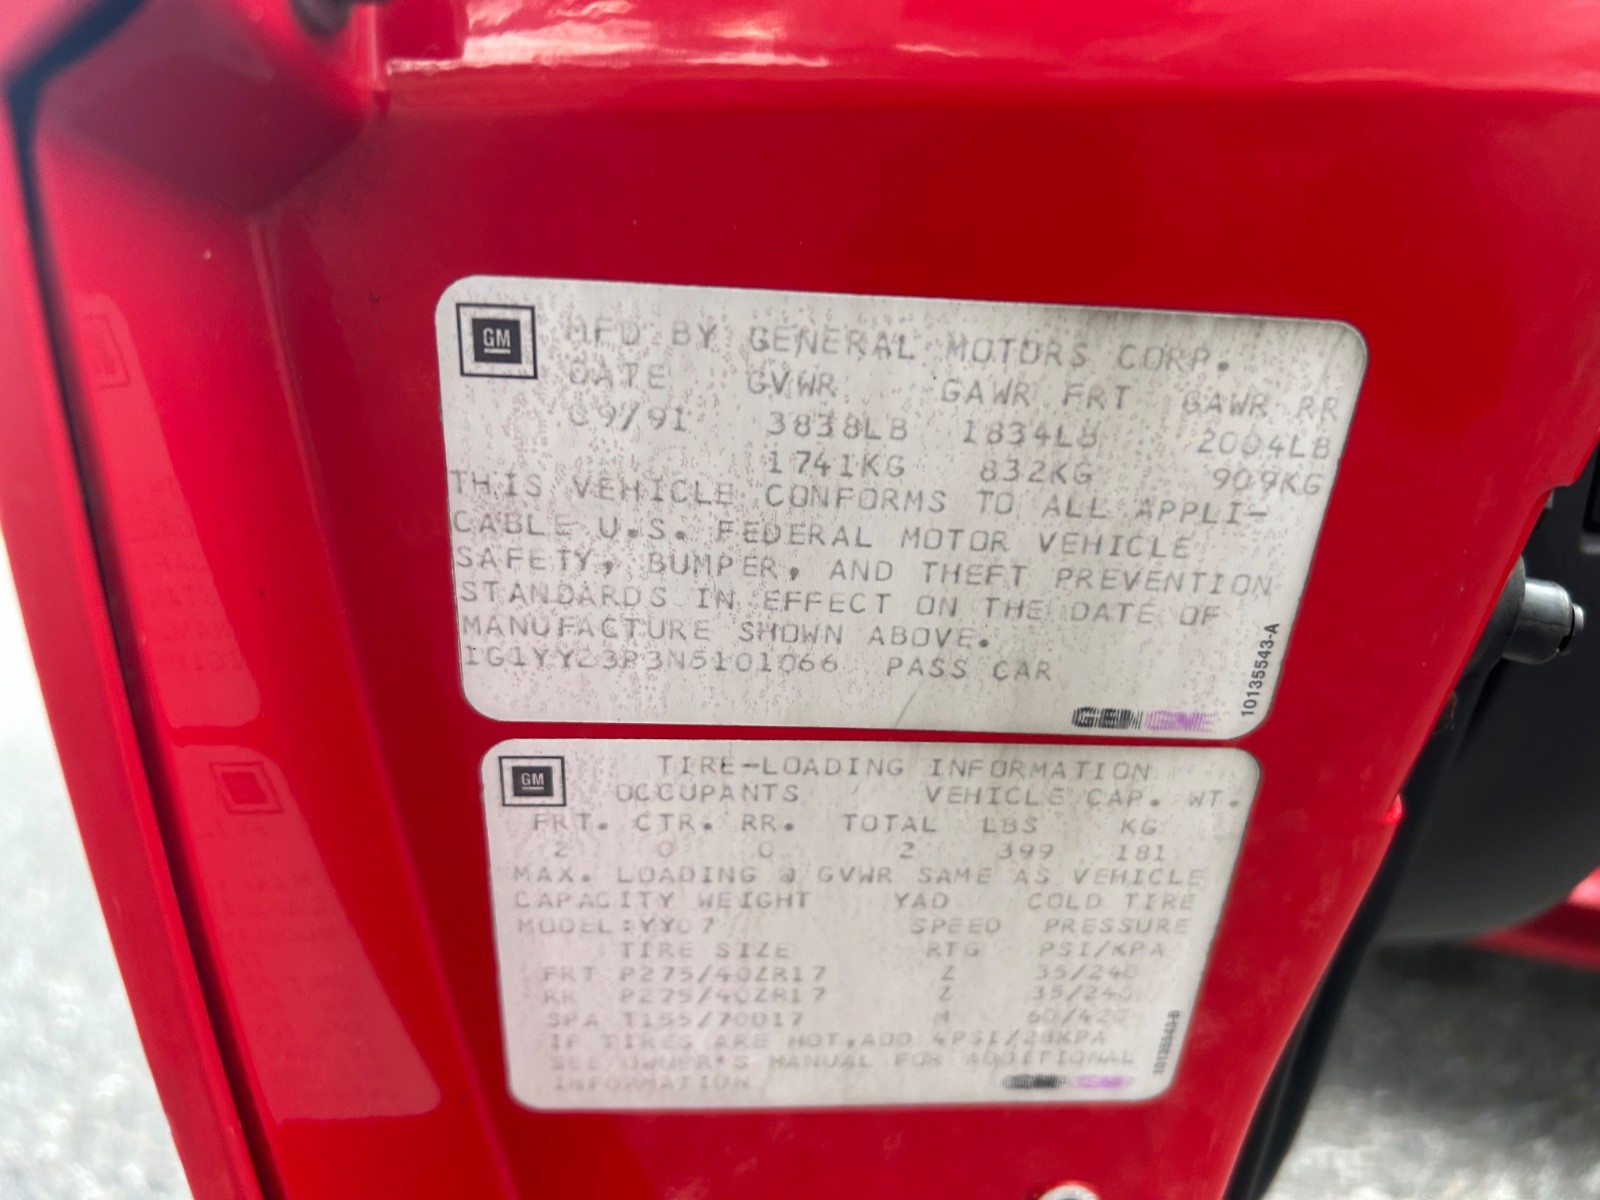 GM
MFD BY GENERAL MOTORS CORP.
DATE GVWR GAWR FRT GAWR RR
09/91 3838LB 1834LB 2004LB
1741KG 832KG 909KG
THIS VEHICLE CONFORMS TO ALL APPLI-
CABLE U.S. FEDERAL MOTOR VEHICLE
SAFETY, BUMPER, AND THEFT PREVENTION
STANDARDS IN EFFECT ON THE DATE OF
MANUFACTURE SHOWN ABOVE.
1G1YY23P3N5101066 PASS CAR
10135543-A
GM
TIRE-LOADING INFORMATION
OCCUPANTS VEHICLE CAP. WT.
FRT. CTR. RR. TOTAL LBS KG
2 0 0 2 399 181
MAX. LOADING @ GVWR SAME AS VEHICLE
CAPACITY WEIGHT YAD COLD TIRE
MODEL:YY07 SPEED PRESSURE
TIRE SIZE RTG PSI/KPA
FRT P275/40ZR17 Z 35/240
RR P275/40ZR17 Z 35/240
SPA T155/70D17 M 60/420
IF TIRES ARE HOT,ADD 4PSI/28KPA
SEE OWNER'S MANUAL FOR ADDITIONAL
INFORMATION
10135543-B